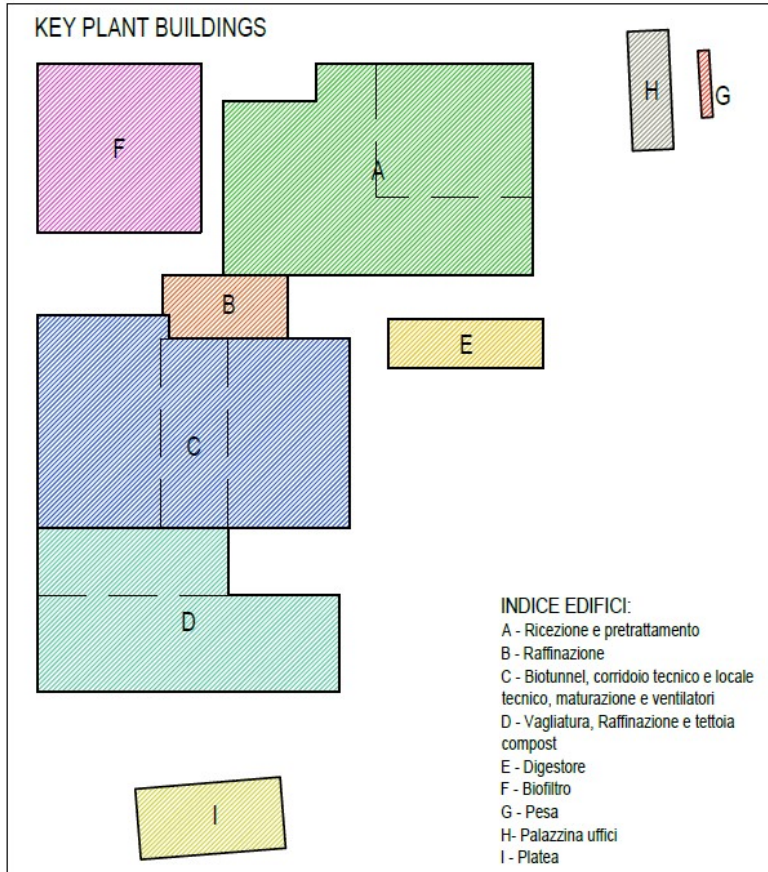 KEY PLANT BUILDINGS
H
G
F
A
B
E
C
D
I
INDICE EDIFICI:
A - Ricezione e pretrattamento
B - Raffinazione
C - Biotunnel, corridoio tecnico e locale
tecnico, maturazione e ventilatori
D - Vagliatura, Raffinazione e tettoia
compost
E - Digestore
F - Biofiltro
G - Pesa
H- Palazzina uffici
I - Platea